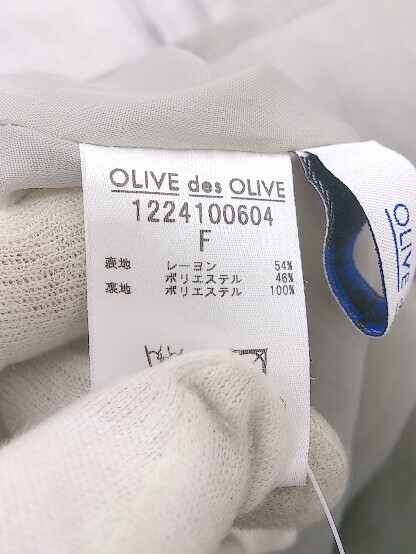 OLIVE des OLIVE
1224100604
F
表地 レーヨン 54%
ポリエステル 46%
裏地 ポリエステル 100%
OLIVE